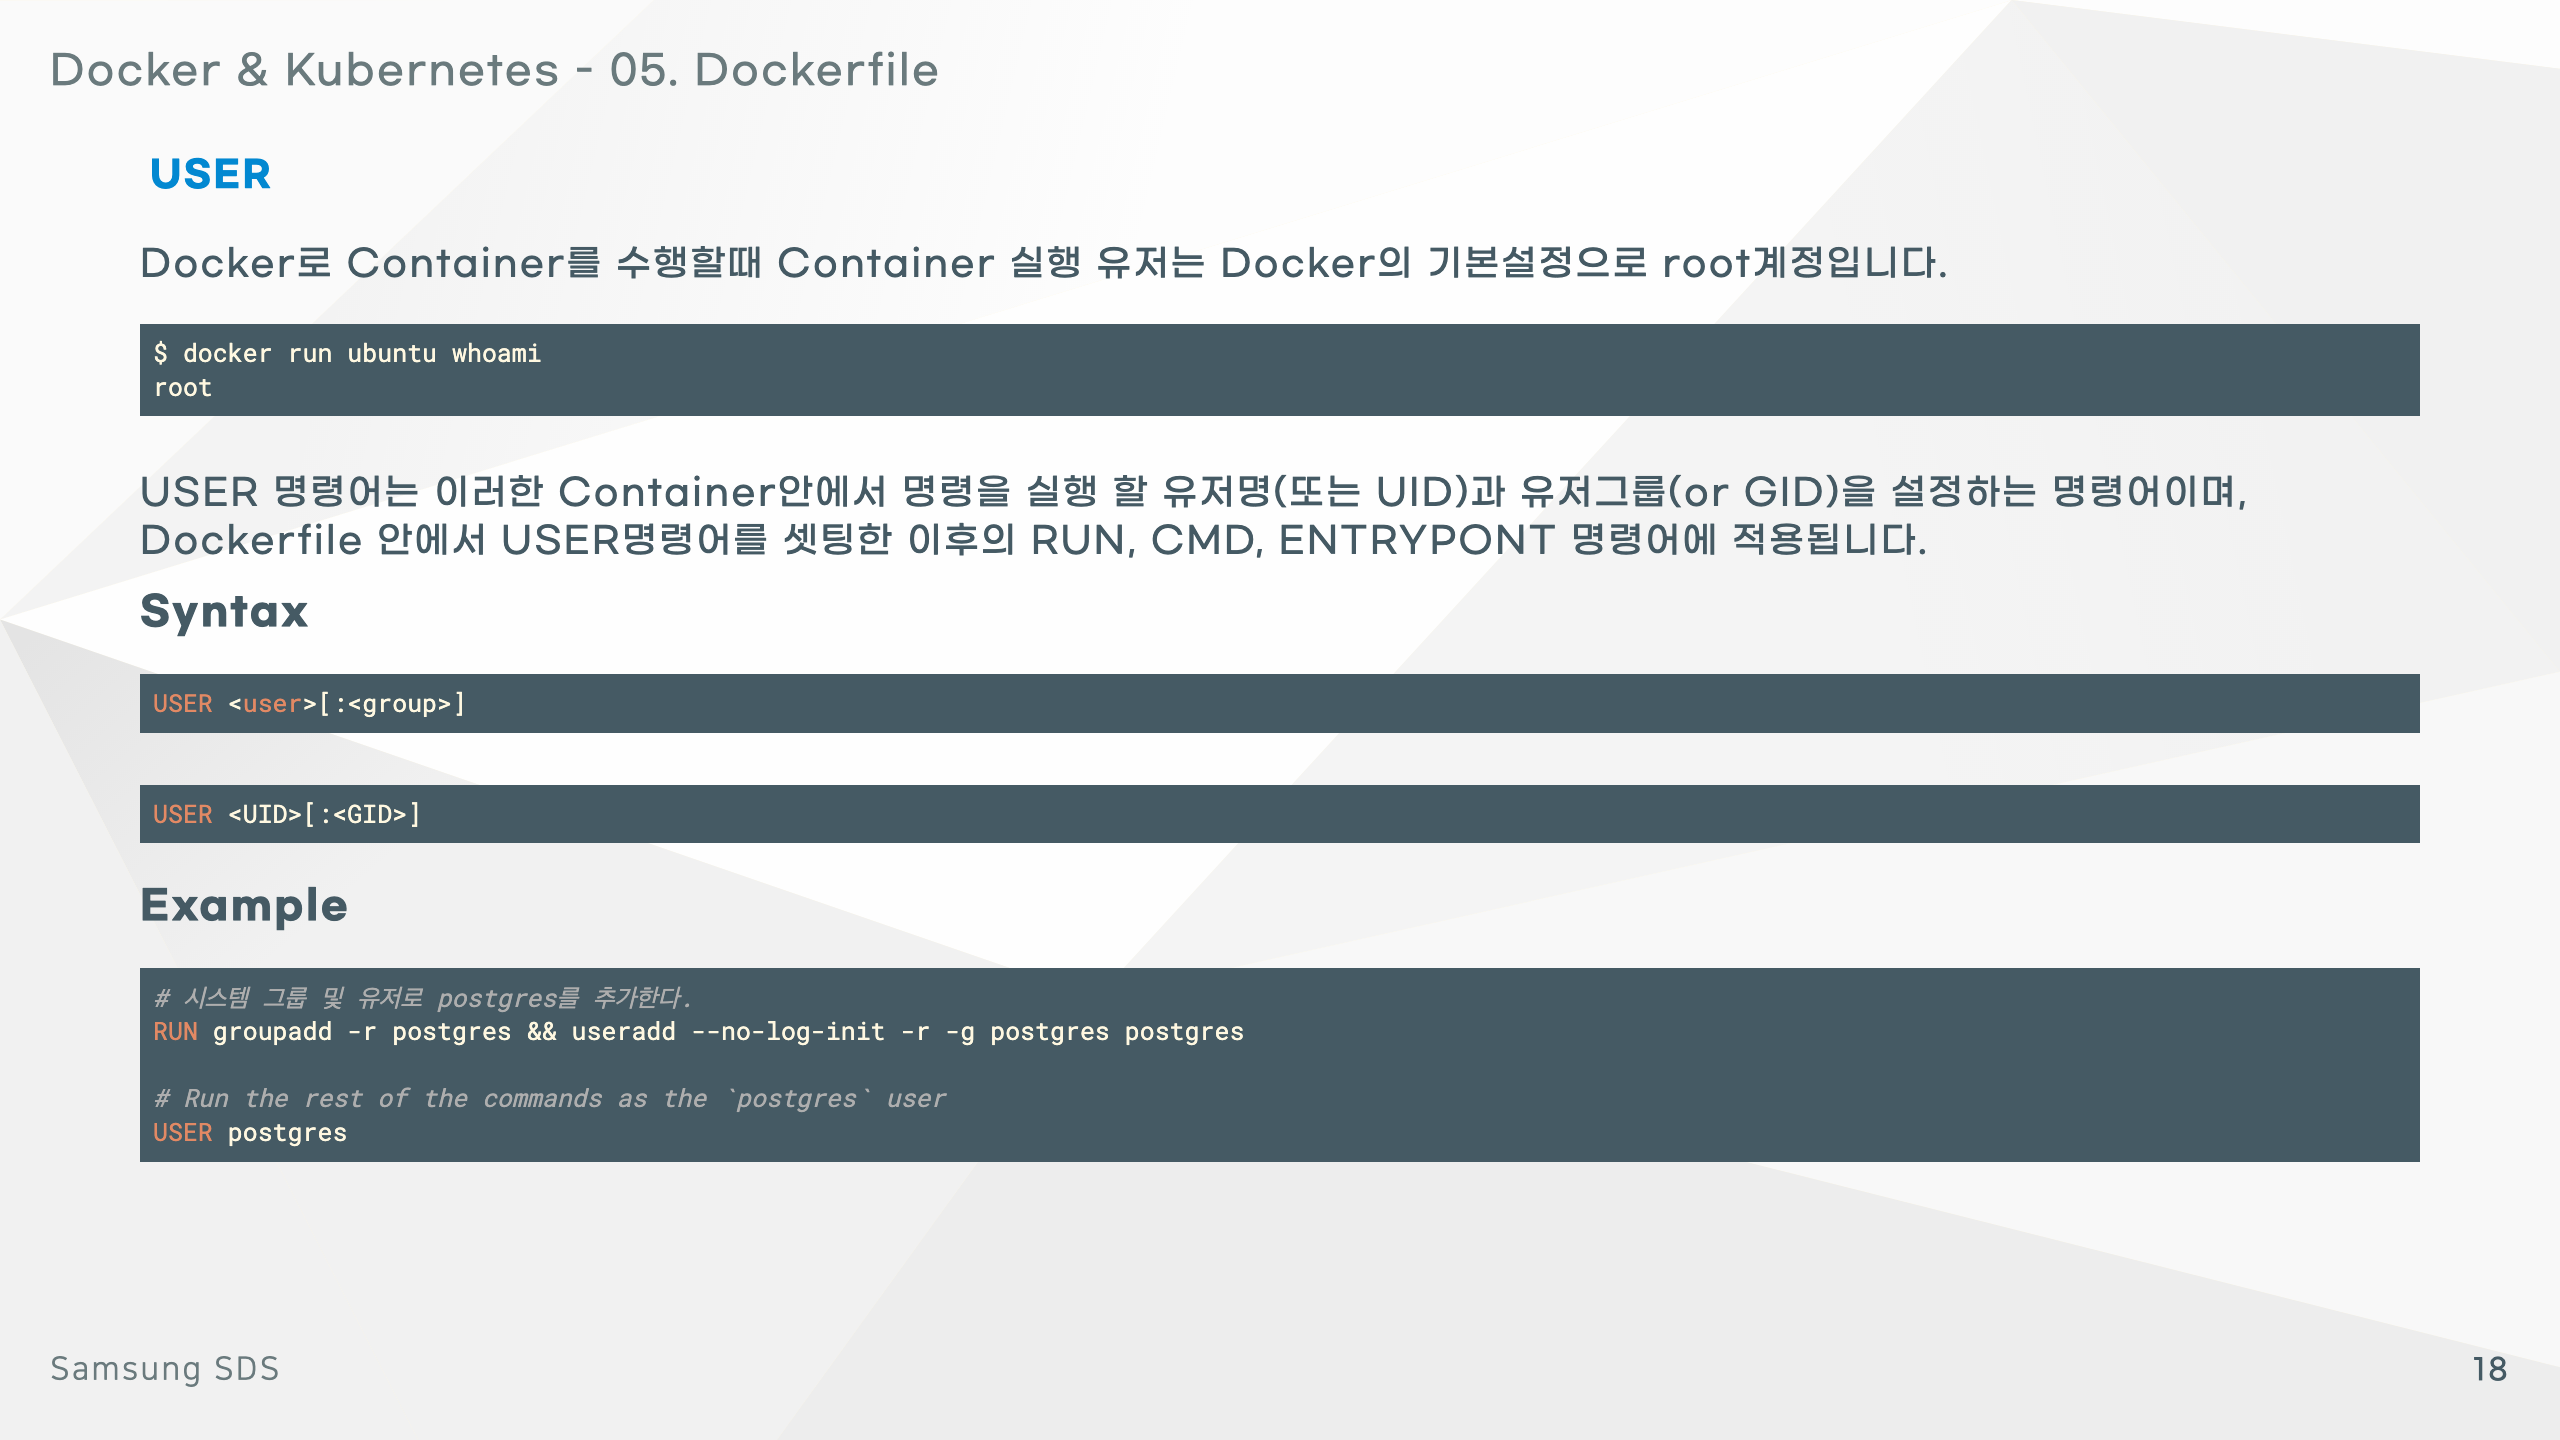 Docker & Kubernetes - 05. Dockerfile
USER
Docker로 Container를 수행할때 Container 실행 유저는 Docker의 기본설정으로 root계정입니다.
$ docker run ubuntu whoami
root
USER 명령어는 이러한 Container안에서 명령을 실행 할 유저명(또는 UID)과 유저그룹(or GID)을 설정하는 명령어이며,
Dockerfile 안에서 USER명령어를 셋팅한 이후의 RUN, CMD, ENTRYPONT 명령어에 적용됩니다.
Syntax
USER <user>[:<group>]
USER <UID>[:<GID>]
Example
# 시스템 그룹 및 유저로 postgres를 추가한다.
RUN groupadd -r postgres && useradd --no-log-init -r -g postgres postgres
# Run the rest of the commands as the `postgres` user
USER postgres
Samsung SDS
18